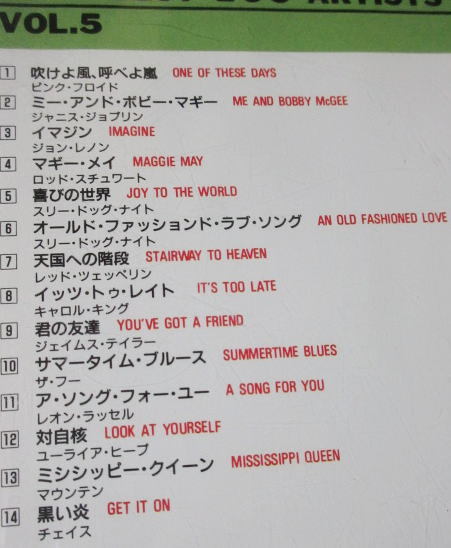 VOL.5
1 吹けよ風、呼べよ嵐 ONE OF THESE DAYS
ピンク・フロイド
2 ミー・アンド・ボビー・マギー ME AND BOBBY McGEE
ジャニス・ジョプリン
3 イマジン IMAGINE
ジョン・レノン
4 マギー・メイ MAGGIE MAY
ロッド・スチュワート
5 喜びの世界 JOY TO THE WORLD
スリー・ドッグ・ナイト
6 オールド・ファッションド・ラブ・ソング AN OLD FASHIONED LOVE
スリー・ドッグ・ナイト
7 天国への階段 STAIRWAY TO HEAVEN
レッド・ツェッペリン
8 イッツ・トゥ・レイト IT'S TOO LATE
キャロル・キング
9 君の友達 YOU'VE GOT A FRIEND
ジェイムス・テイラー
10 サマータイム・ブルース SUMMERTIME BLUES
ザ・フー
11 ア・ソング・フォー・ユー A SONG FOR YOU
レオン・ラッセル
12 対自核 LOOK AT YOURSELF
ユーライア・ヒープ
13 ミシシッピー・クイーン MISSISSIPPI QUEEN
マウンテン
14 黒い炎 GET IT ON
チェイス